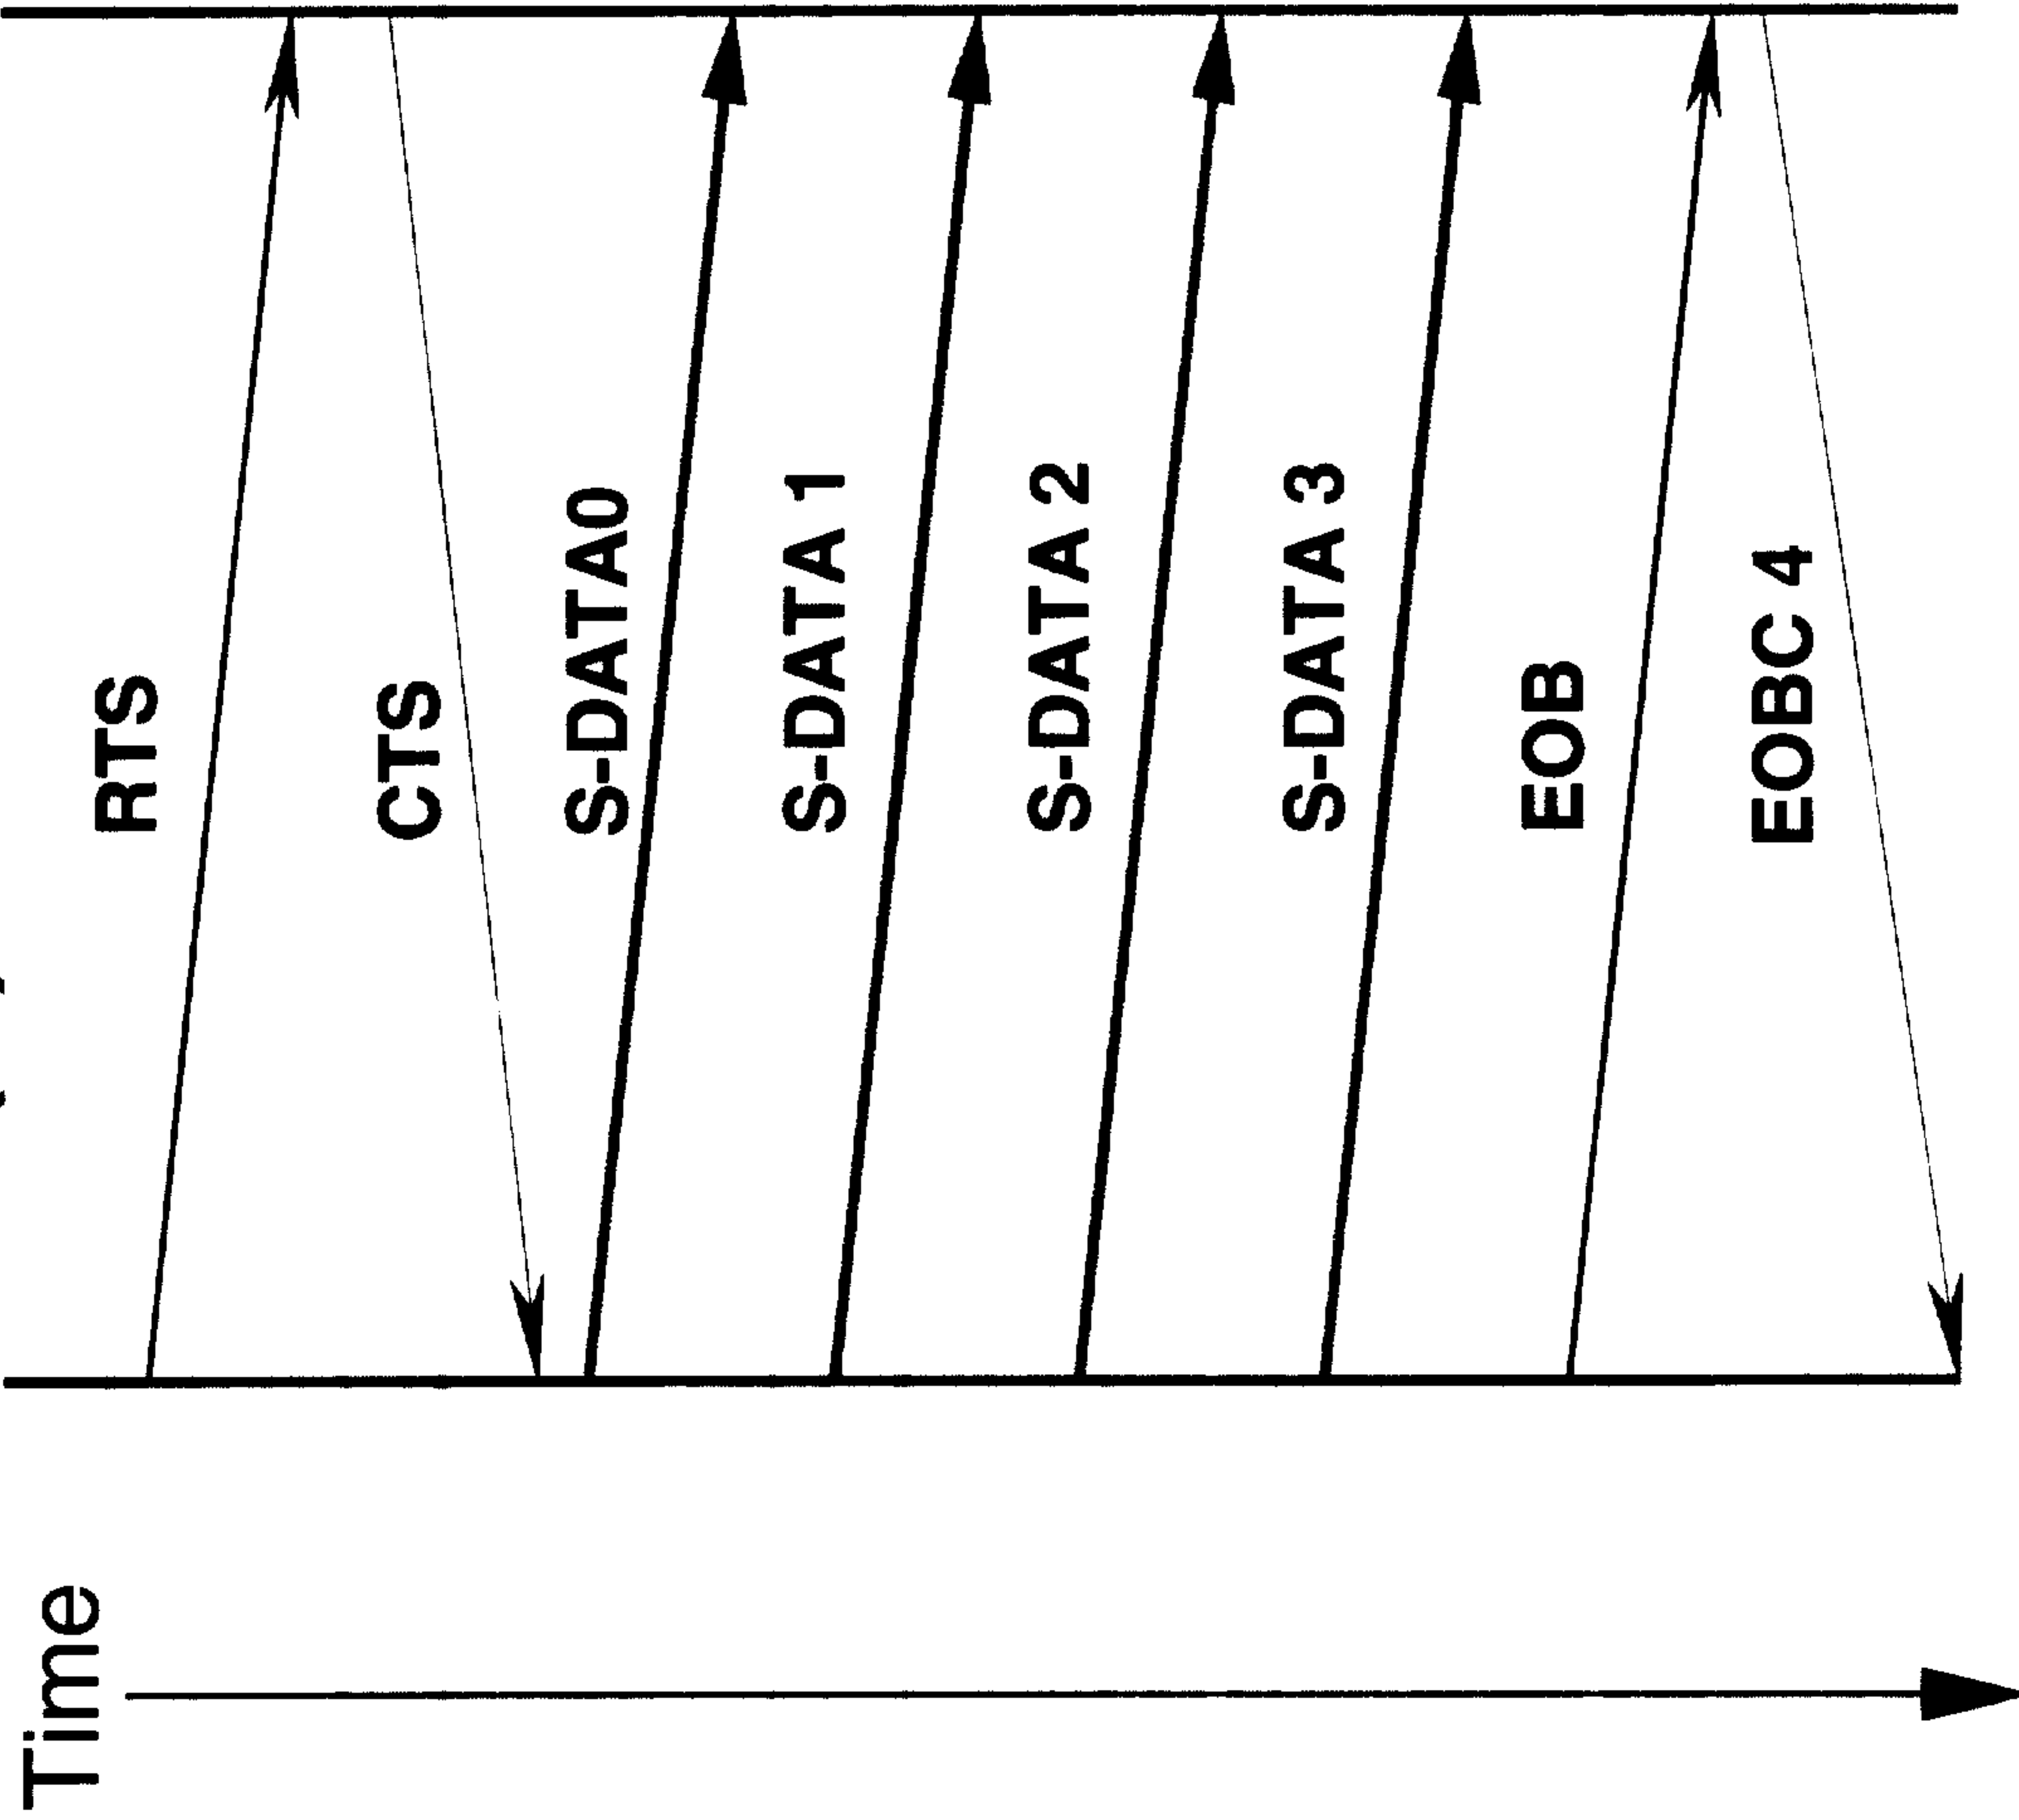 Time
RTS
CTS
S-DATA0
S-DATA 1
S-DATA 2
S-DATA 3
EOB
EOBC 4